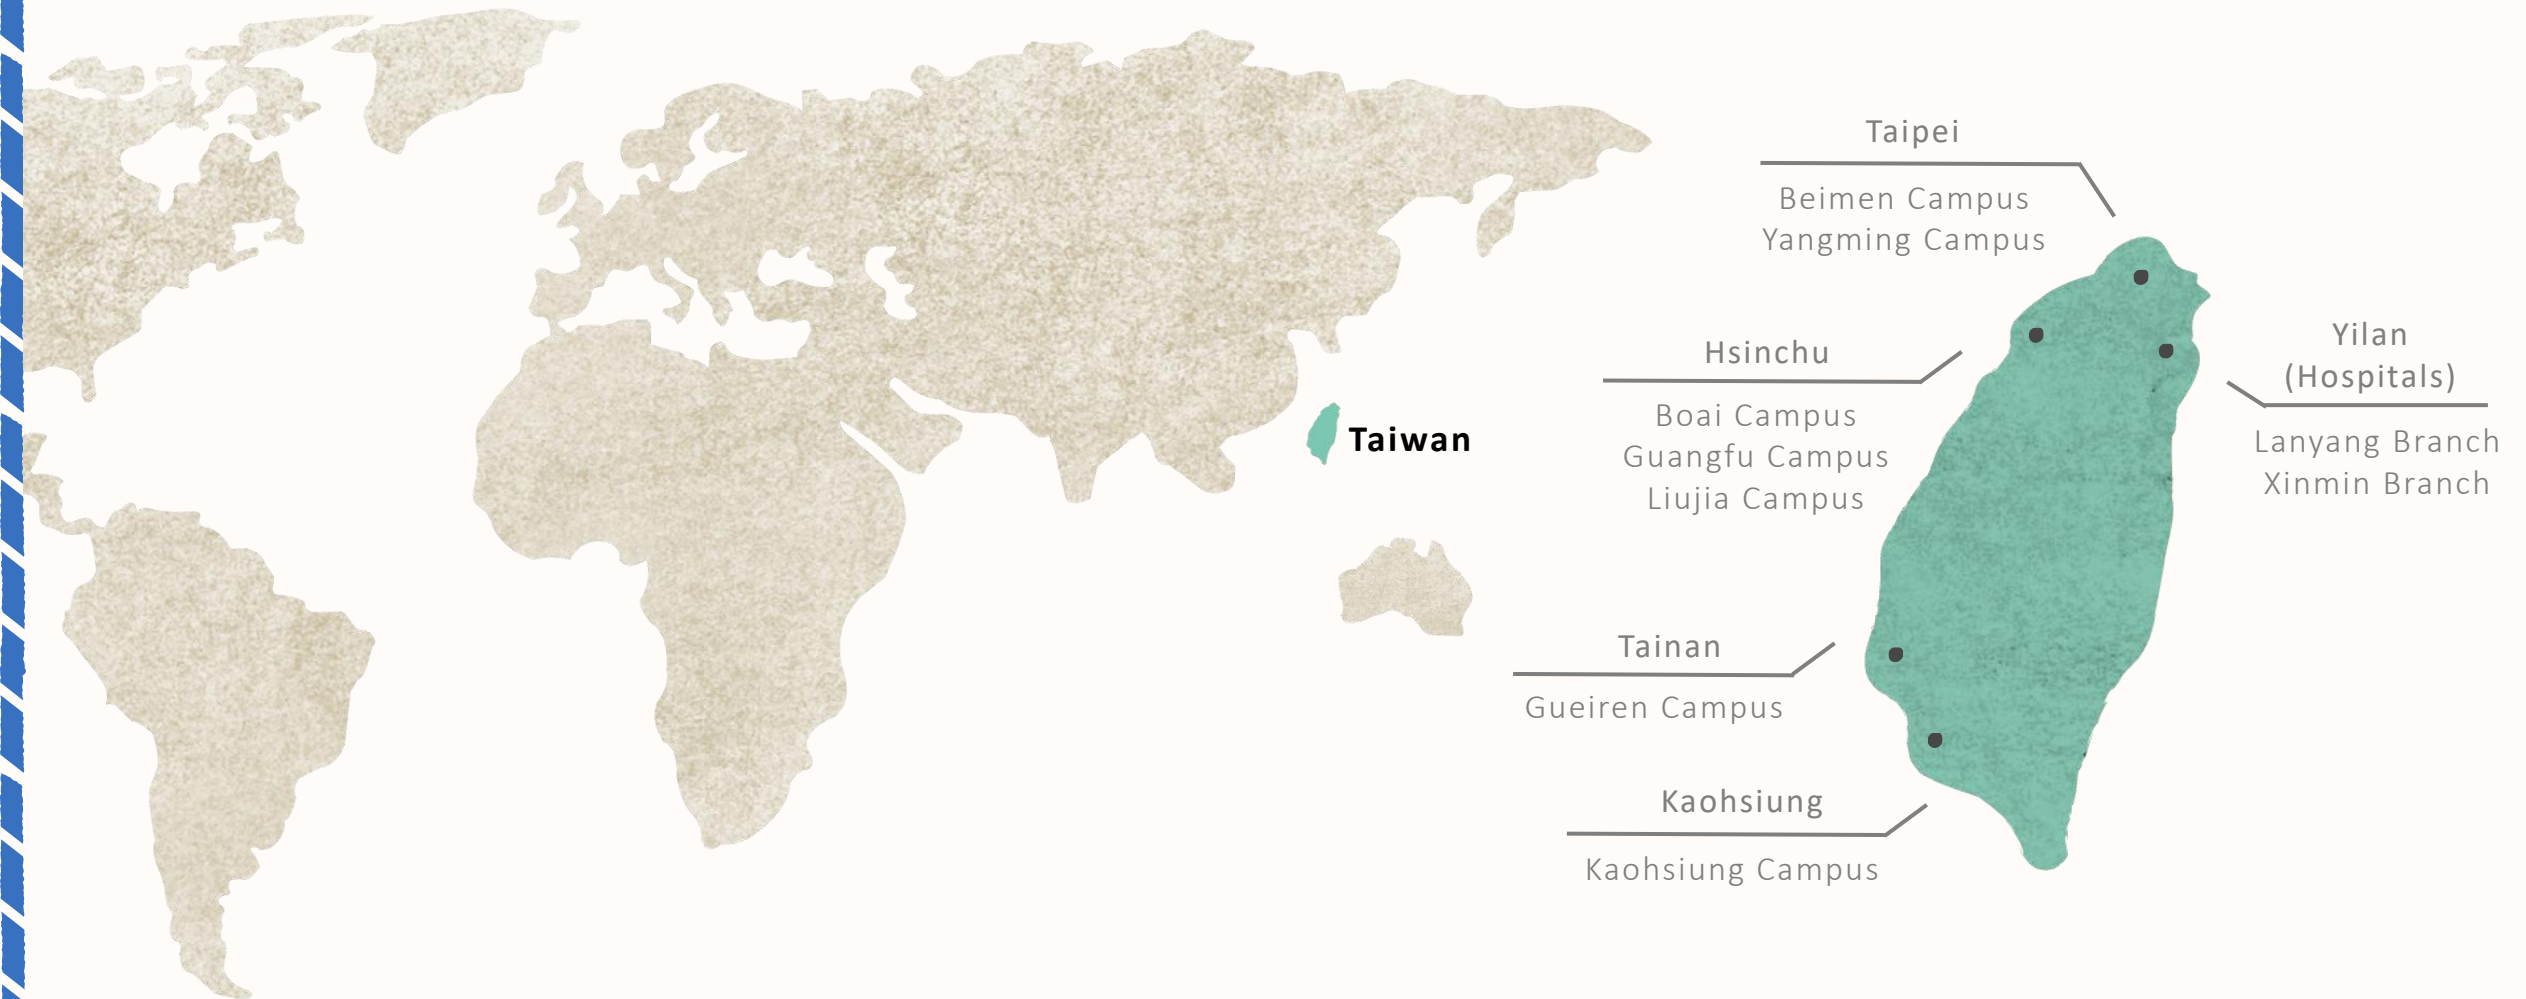 Taiwan
Taipei
Beimen Campus
Yangming Campus
Hsinchu
Boai Campus
Guangfu Campus
Liujia Campus
Yilan
(Hospitals)
Lanyang Branch
Xinmin Branch
Tainan
Gueiren Campus
Kaohsiung
Kaohsiung Campus